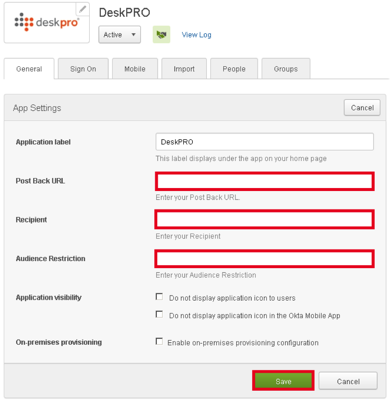 DeskPRO
deskpro
Active
View Log
General
Sign On
Mobile
Import
People
Groups
App Settings
Cancel
Application label
DeskPRO
This label displays under the app on your home page
Post Back URL
Enter your Post Back URL.
Recipient
Enter your Recipient
Audience Restriction
Enter your Audience Restriction
Application visibility
Do not display application icon to users
Do not display application icon in the Okta Mobile App
On-premises provisioning
Enable on-premises provisioning configuration
Save
Cancel